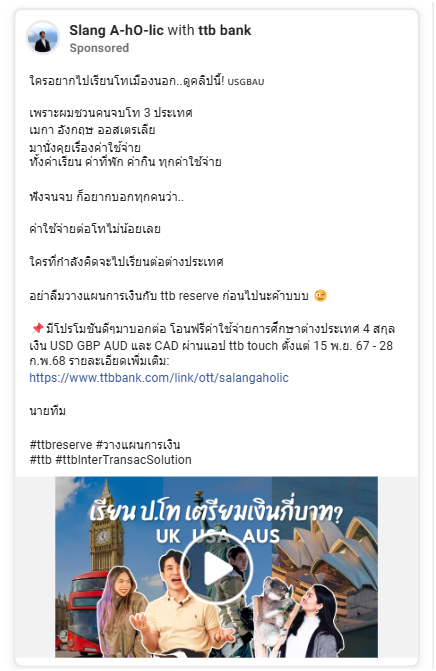 Slang A-hO-lic with ttb bank
Sponsored
ใครอยากไปเรียนโทเมืองนอก..ดูคลิปนี้! ᴜsɢʙᴀᴜ
เพราะผมชวนคนจบโท 3 ประเทศ
เมกา อังกฤษ ออสเตรเลีย
มานั่งคุยเรื่องค่าใช้จ่าย
ทั้งค่าเรียน ค่าที่พัก ค่ากิน ทุกค่าใช้จ่าย
ฟังจนจบ ก็อยากบอกทุกคนว่า..
ค่าใช้จ่ายต่อโทไม่น้อยเลย
ใครที่กำลังคิดจะไปเรียนต่อต่างประเทศ
อย่าลืมวางแผนการเงินกับ ttb reserve ก่อนไปนะค้าบบบ 😉
📌มีโปรโมชันดีๆมาบอกต่อ โอนฟรีค่าใช้จ่ายการศึกษาต่างประเทศ 4 สกุล
เงิน USD GBP AUD และ CAD ผ่านแอป ttb touch ตั้งแต่ 15 พ.ย. 67 - 28
ก.พ.68 รายละเอียดเพิ่มเติม:
https://www.ttbbank.com/link/ott/salangaholic
นายทีม
#ttbreserve #วางแผนการเงิน
#ttb #ttbInterTransacSolution
เรียน ป.โท เตรียมเงินกี่บาท?
UK USA AUS